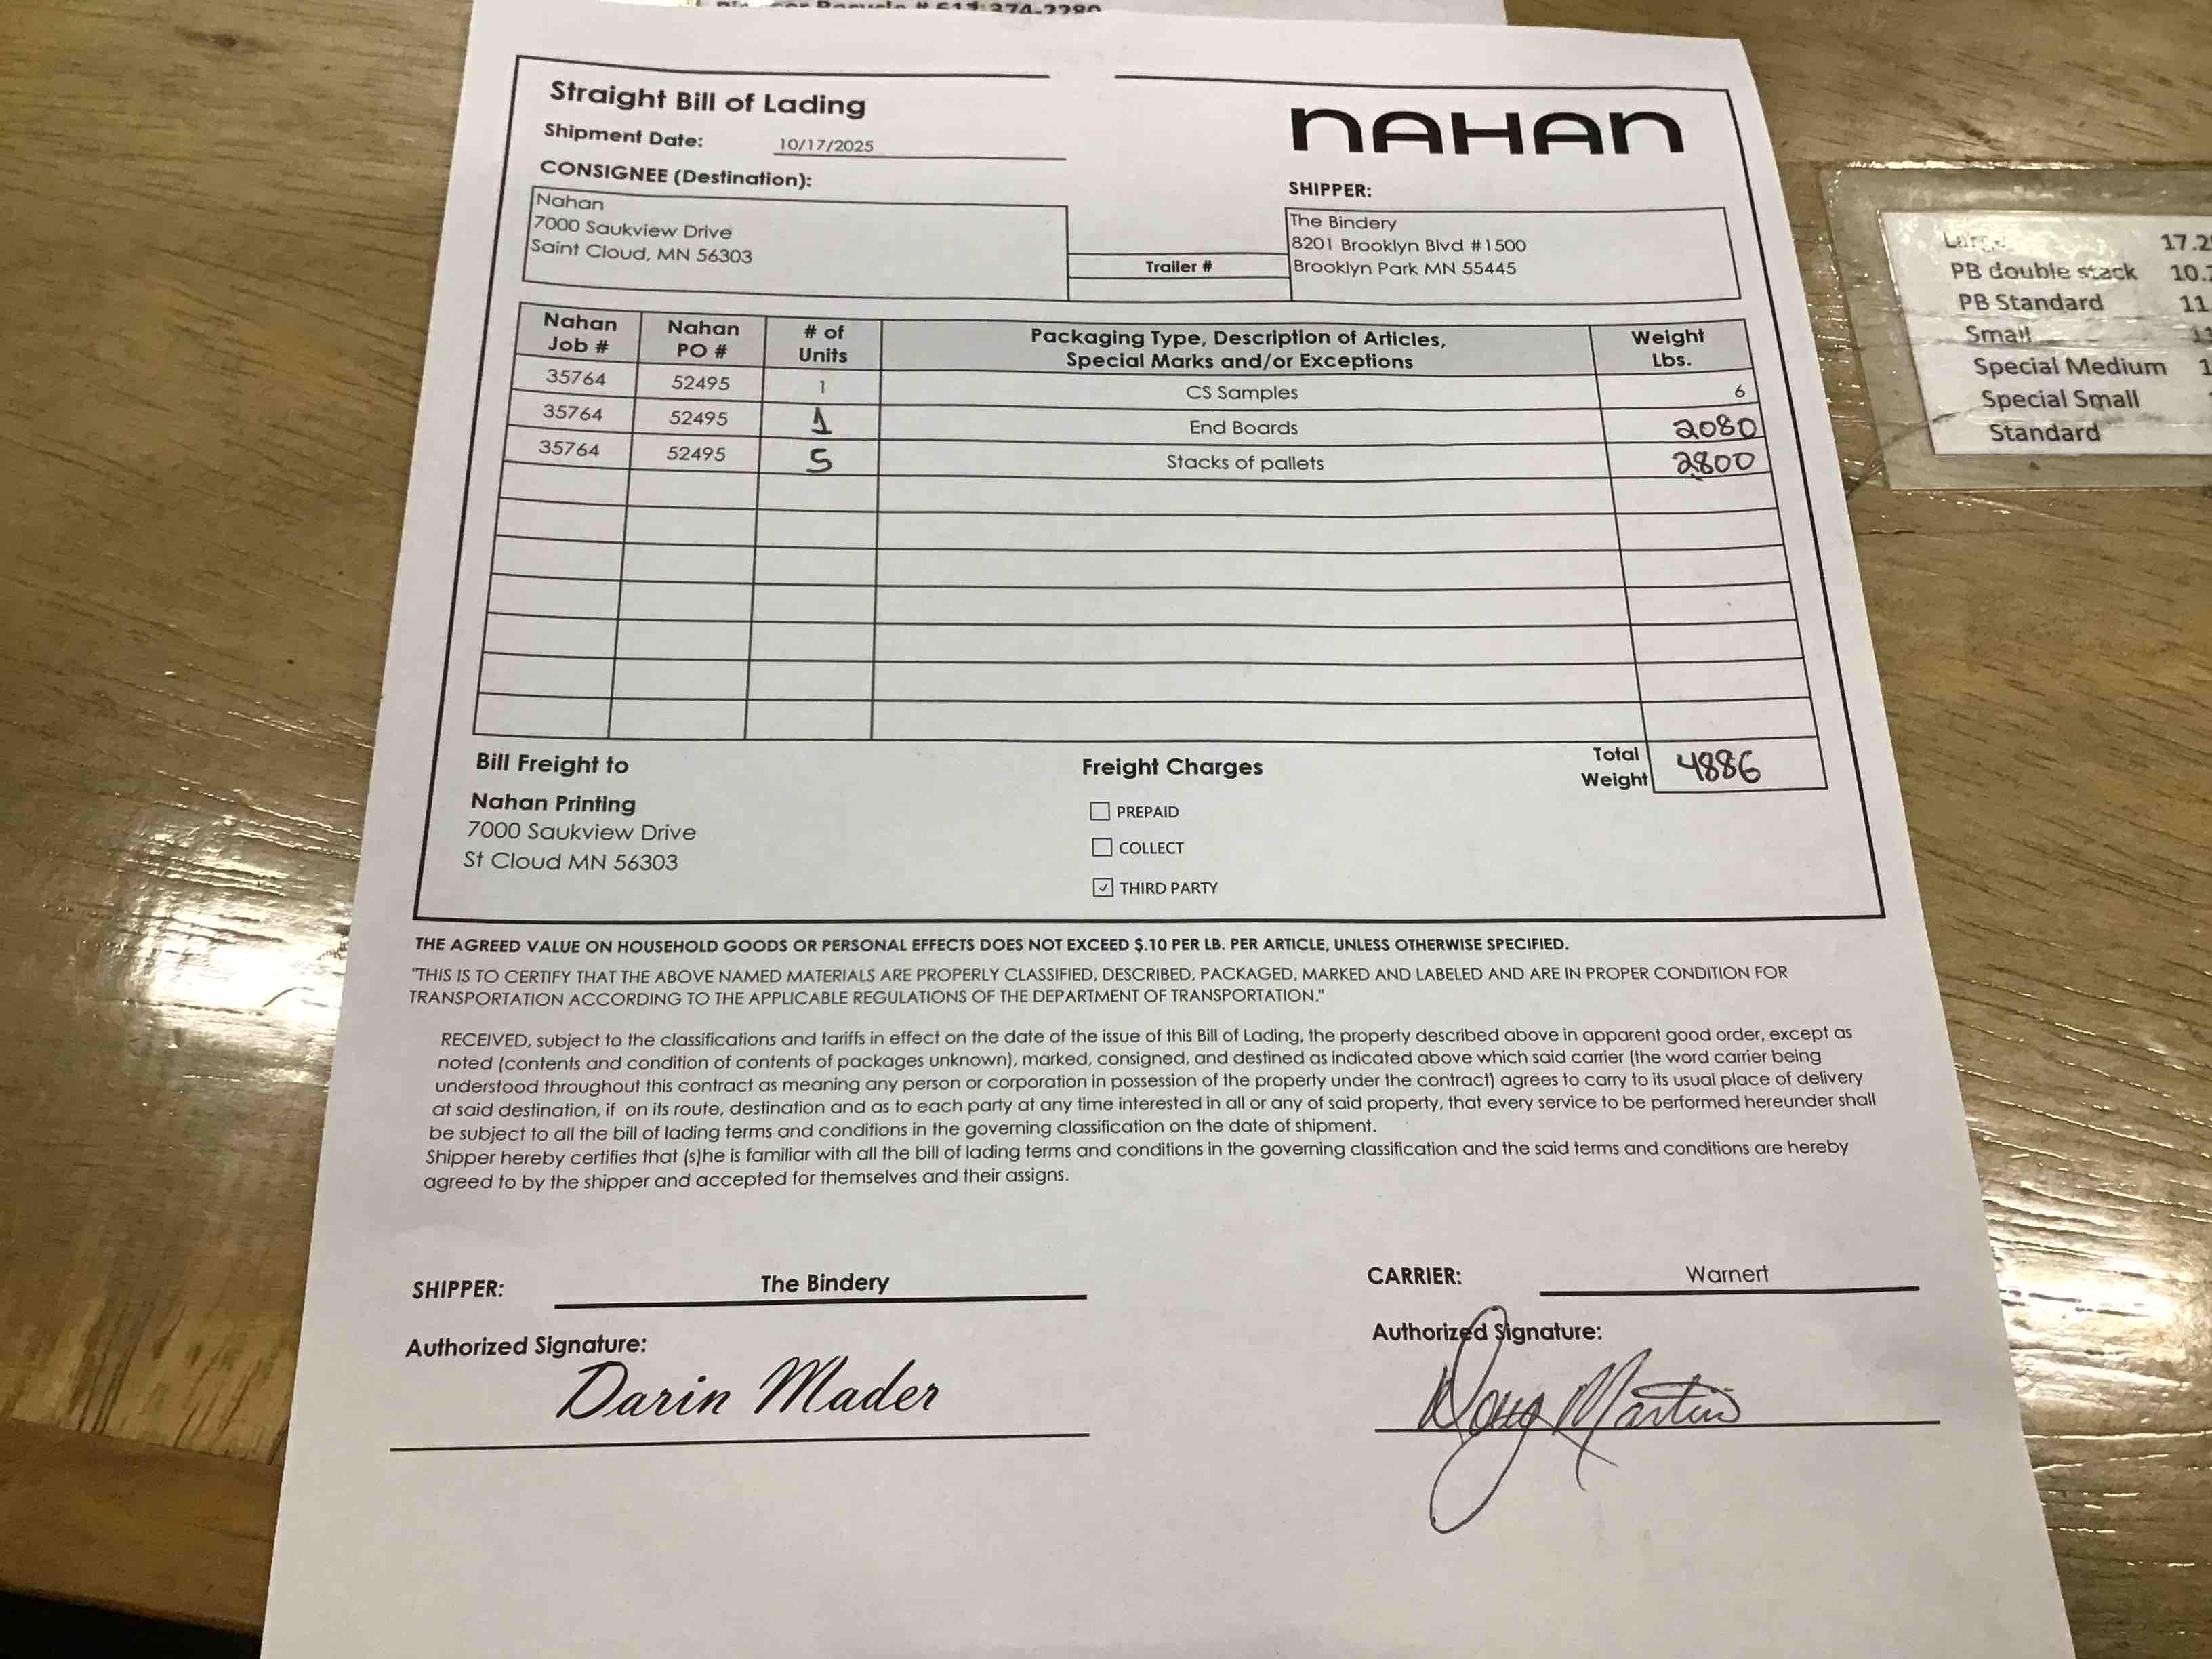 374-2280
Straight Bill of Lading
Shipment Date: 10/17/2025
CONSIGNEE (Destination):
Nahan
7000 Saukview Drive
Saint Cloud, MN 56303
Trailer #
NAHAN
SHIPPER:
The Bindery
8201 Brooklyn Blvd #1500
Brooklyn Park MN 55445
Nahan Job # Nahan PO # # of Units Packaging Type, Description of Articles, Special Marks and/or Exceptions Weight Lbs.
35764 52495 1 CS Samples 6
35764 52495 1 End Boards 2080
35764 52495 5 Stacks of pallets 2800
Total Weight 4886
Bill Freight to
Nahan Printing
7000 Saukview Drive
St Cloud MN 56303
Freight Charges
PREPAID
COLLECT
THIRD PARTY
THE AGREED VALUE ON HOUSEHOLD GOODS OR PERSONAL EFFECTS DOES NOT EXCEED $.10 PER LB. PER ARTICLE, UNLESS OTHERWISE SPECIFIED.
"THIS IS TO CERTIFY THAT THE ABOVE NAMED MATERIALS ARE PROPERLY CLASSIFIED, DESCRIBED, PACKAGED, MARKED AND LABELED AND ARE IN PROPER CONDITION FOR
TRANSPORTATION ACCORDING TO THE APPLICABLE REGULATIONS OF THE DEPARTMENT OF TRANSPORTATION."
RECEIVED, subject to the classifications and tariffs in effect on the date of the issue of this Bill of Lading, the property described above in apparent good order, except as
noted (contents and condition of contents of packages unknown), marked, consigned, and destined as indicated above which said carrier (the word carrier being
understood throughout this contract as meaning any person or corporation in possession of the property under the contract) agrees to carry to its usual place of delivery
at said destination, if on its route, destination and as to each party at any time interested in all or any of said property, that every service to be performed hereunder shall
be subject to all the bill of lading terms and conditions in the governing classification on the date of shipment.
Shipper hereby certifies that (s)he is familiar with all the bill of lading terms and conditions in the governing classification and the said terms and conditions are hereby
agreed to by the shipper and accepted for themselves and their assigns.
SHIPPER: The Bindery
Authorized Signature:
Darin Mader
CARRIER: Warnert
Authorized Signature:
Doug Martin
Large 17.2
PB double stack 10.
PB Standard 11.
Small
Special Medium 1
Special Small
Standard